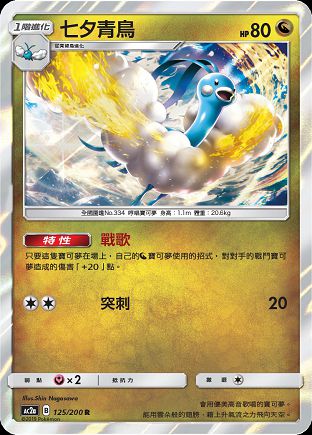 1階進化
七夕青鳥
HP 80
從青綿鳥進化
全國圖鑑No.334 哼唱寶可夢 身高：1.1m 體重：20.6kg
特性 戰歌
只要這隻寶可夢在場上，自己的寶可夢使用的招式，對對手的戰鬥寶可
夢造成的傷害「+20」點。
突刺 20
弱點 ×2 抵抗力 撤退
Illus.Shin Nagasawa
AC2a B 125/200 R
©2019 Pokémon
會用優美高音歌唱的寶可夢。
能用雲朵般的翅膀，藉上升氣流之力飛向天空。